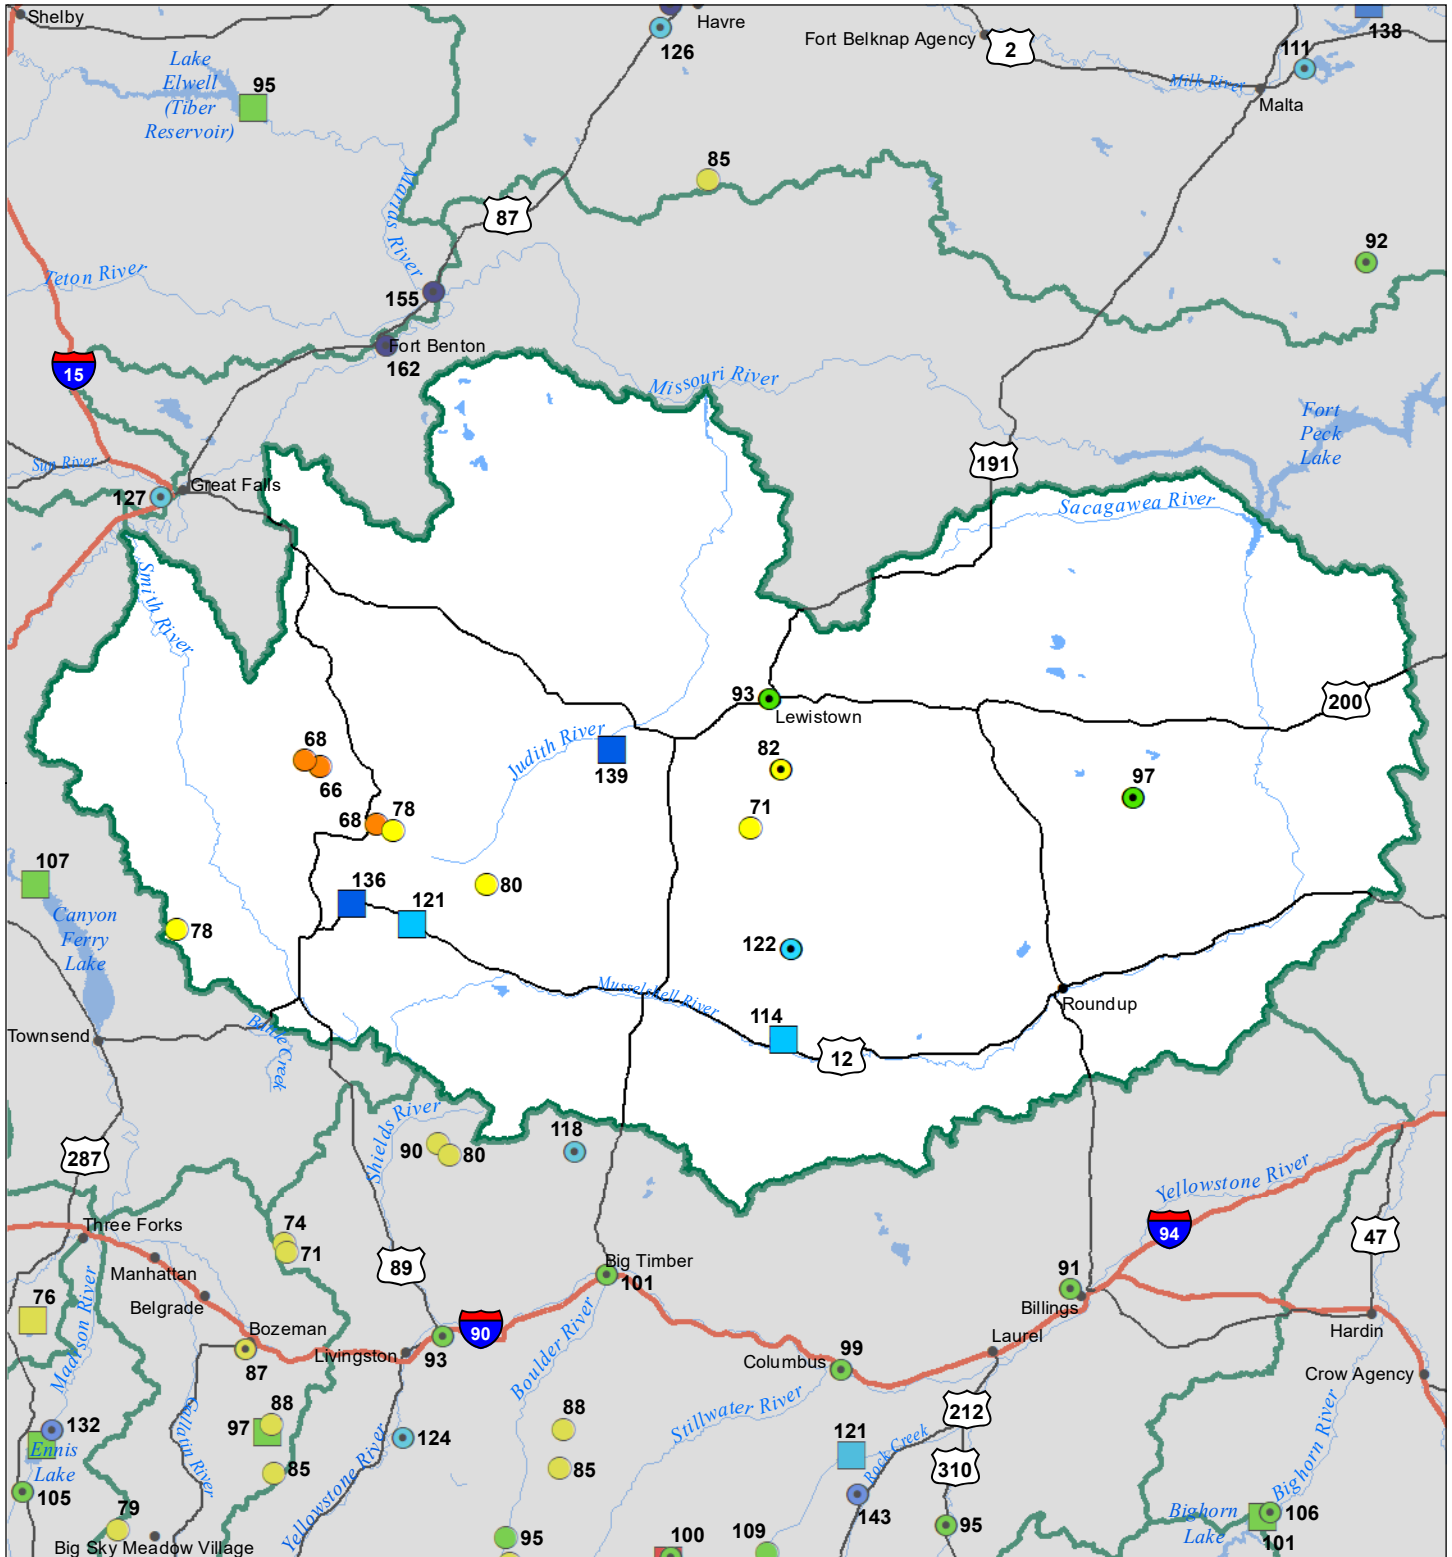 Shelby
Havre
126
Fort Belknap Agency
2
138
111
Milk River
Malta
Lake
Elwell
(Tiber
Reservoir)
95
85
Marias River
87
92
Teton River
155
Fort Benton
162
15
Missouri River
Fort
Peck
Lake
191
Sun River
Great Falls
127
Sacagawea River
Smith River
200
93
Lewistown
68
66
Judith River
139
82
97
68
78
71
107
136
121
80
Canyon
Ferry
Lake
78
122
Musselshell River
Roundup
114
12
Townsend
Battle Creek
Shields River
90
80
118
287
Yellowstone River
94
Three Forks
74
71
89
Big Timber
101
47
Manhattan
Belgrade
76
Madison River
Bozeman
87
Livingston
93
90
Boulder River
91
Billings
Laurel
Hardin
Columbus
99
Crow Agency
88
97
132
Ennis
Lake
Gallatin River
124
88
Stillwater River
212
85
85
121
Rock Creek
310
Bighorn River
105
79
Yellowstone River
143
Bighorn
Lake
106
101
95
95
100
109
Big Sky Meadow Village